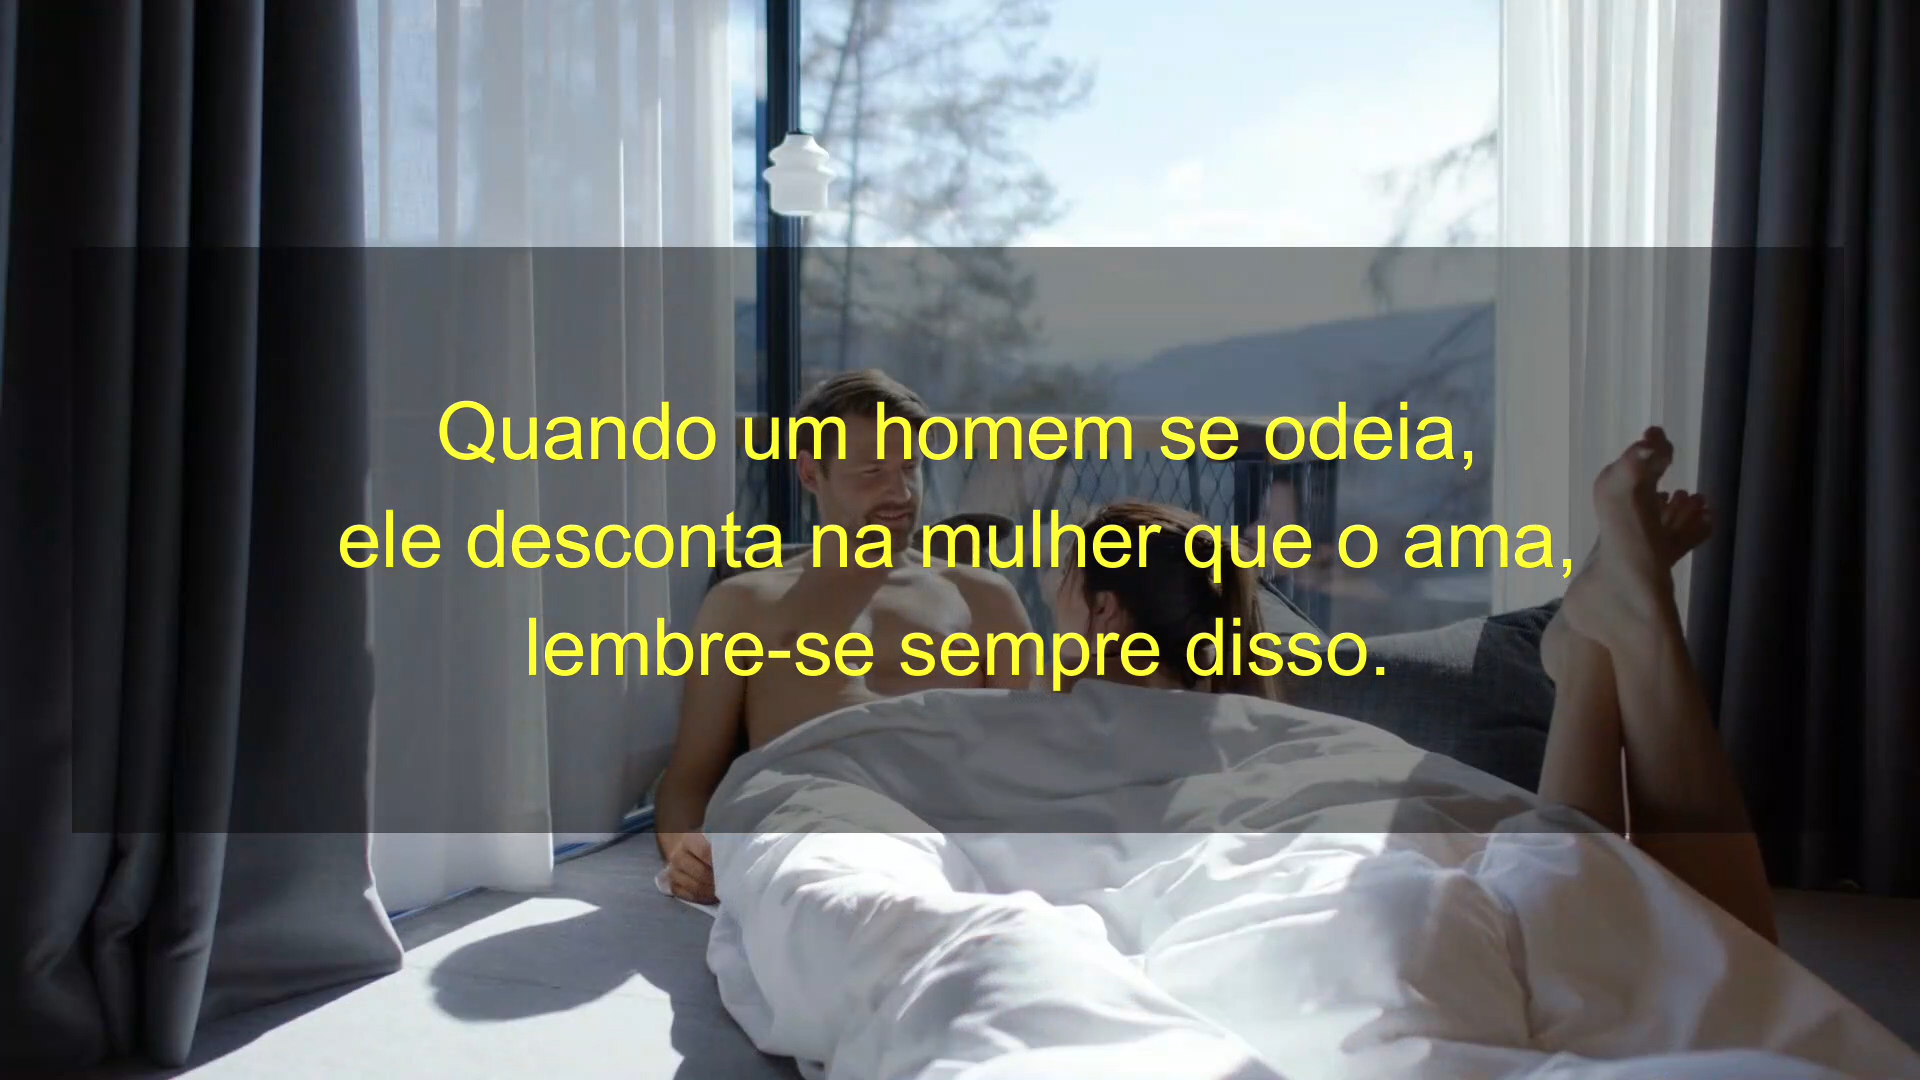 Quando um homem se odeia,
ele desconta na mulher que o ama,
lembre-se sempre disso.